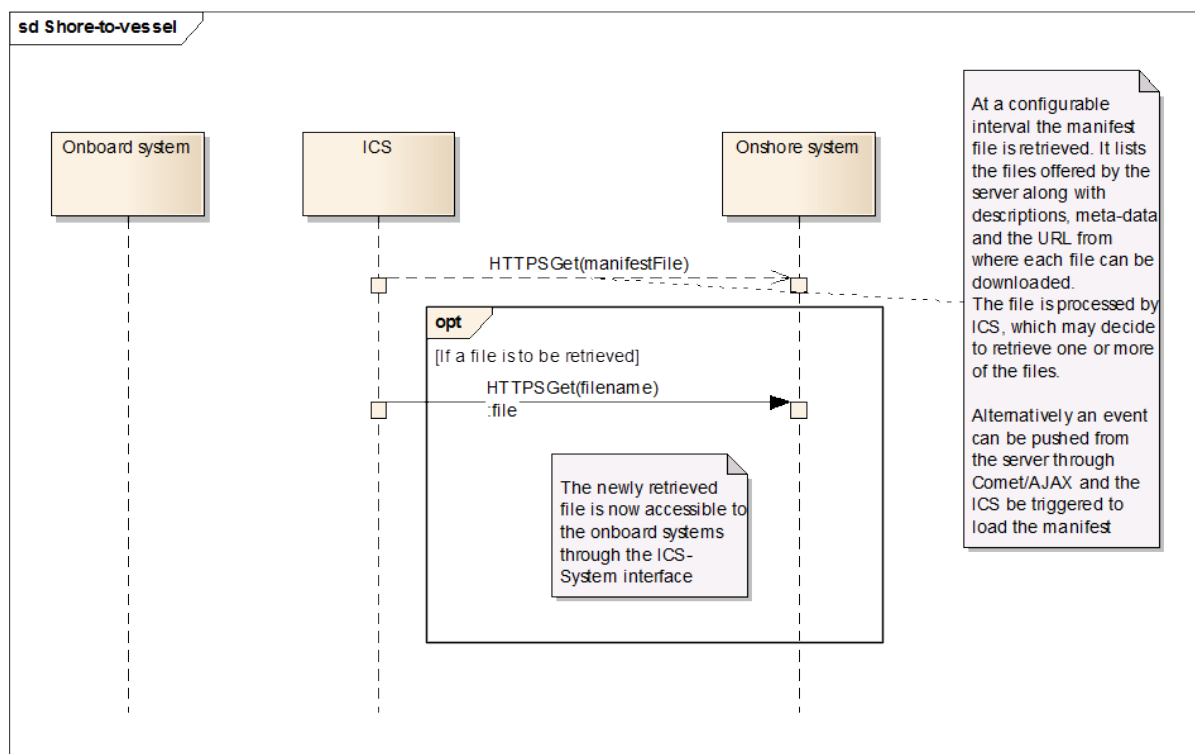 sd Shore-to-vessel
Onboard system
ICS
Onshore system
At a configurable
interval the manifest
file is retrieved. It lists
the files offered by the
server along with
descriptions, meta-data
and the URL from
where each file can be
downloaded.
The file is processed by
ICS, which may decide
to retrieve one or more
of the files.
Alternatively an event
can be pushed from
the server through
Comet/AJAX and the
ICS be triggered to
load the manifest
HTTPSGet(manifestFile)
opt
[If a file is to be retrieved]
HTTPSGet(filename)
:file
The newly retrieved
file is now accessible to
the onboard systems
through the ICS-
System interface